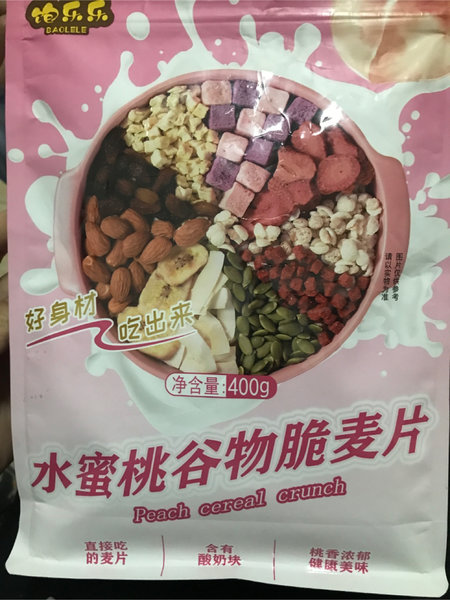 饱乐乐
BAOLELE
图片仅供参考
请以实物为准
好身材
吃出来
净含量:400g
水蜜桃谷物脆麦片
Peach cereal crunch
直接吃
的麦片
含有
酸奶块
桃香浓郁
健康美味